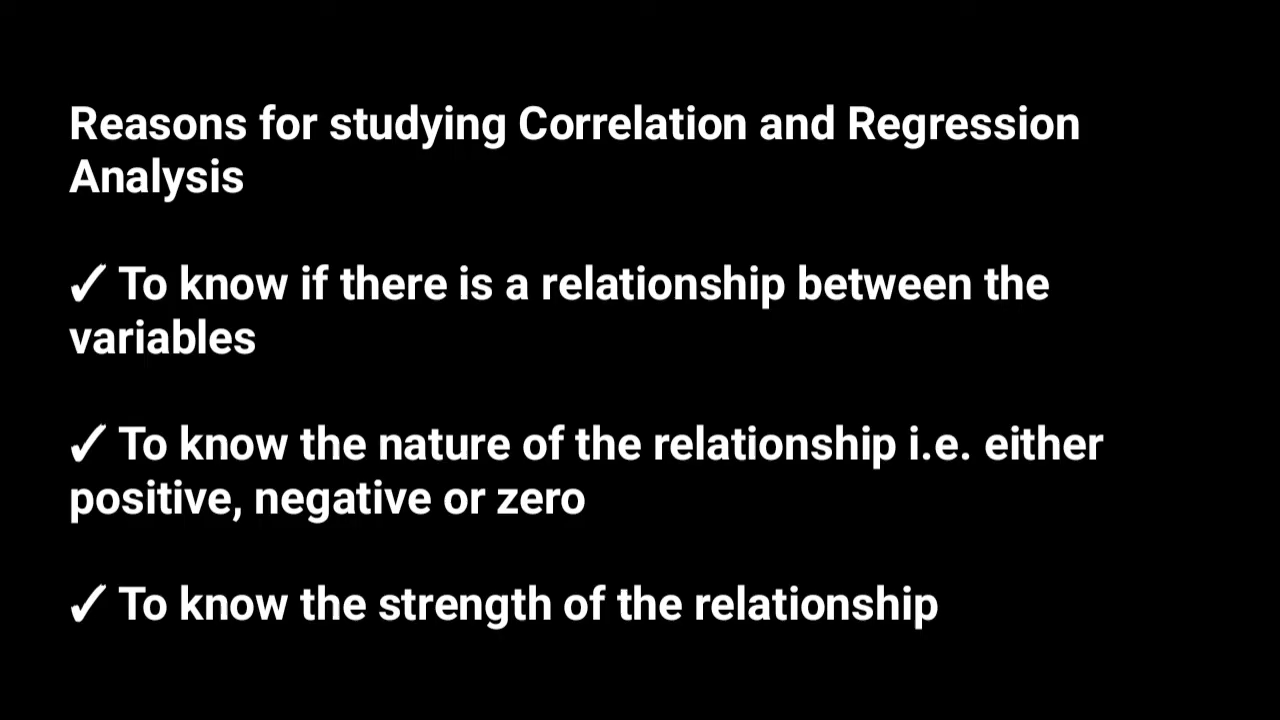 Reasons for studying Correlation and Regression
Analysis
✓ To know if there is a relationship between the
variables
✓ To know the nature of the relationship i.e. either
positive, negative or zero
✓ To know the strength of the relationship